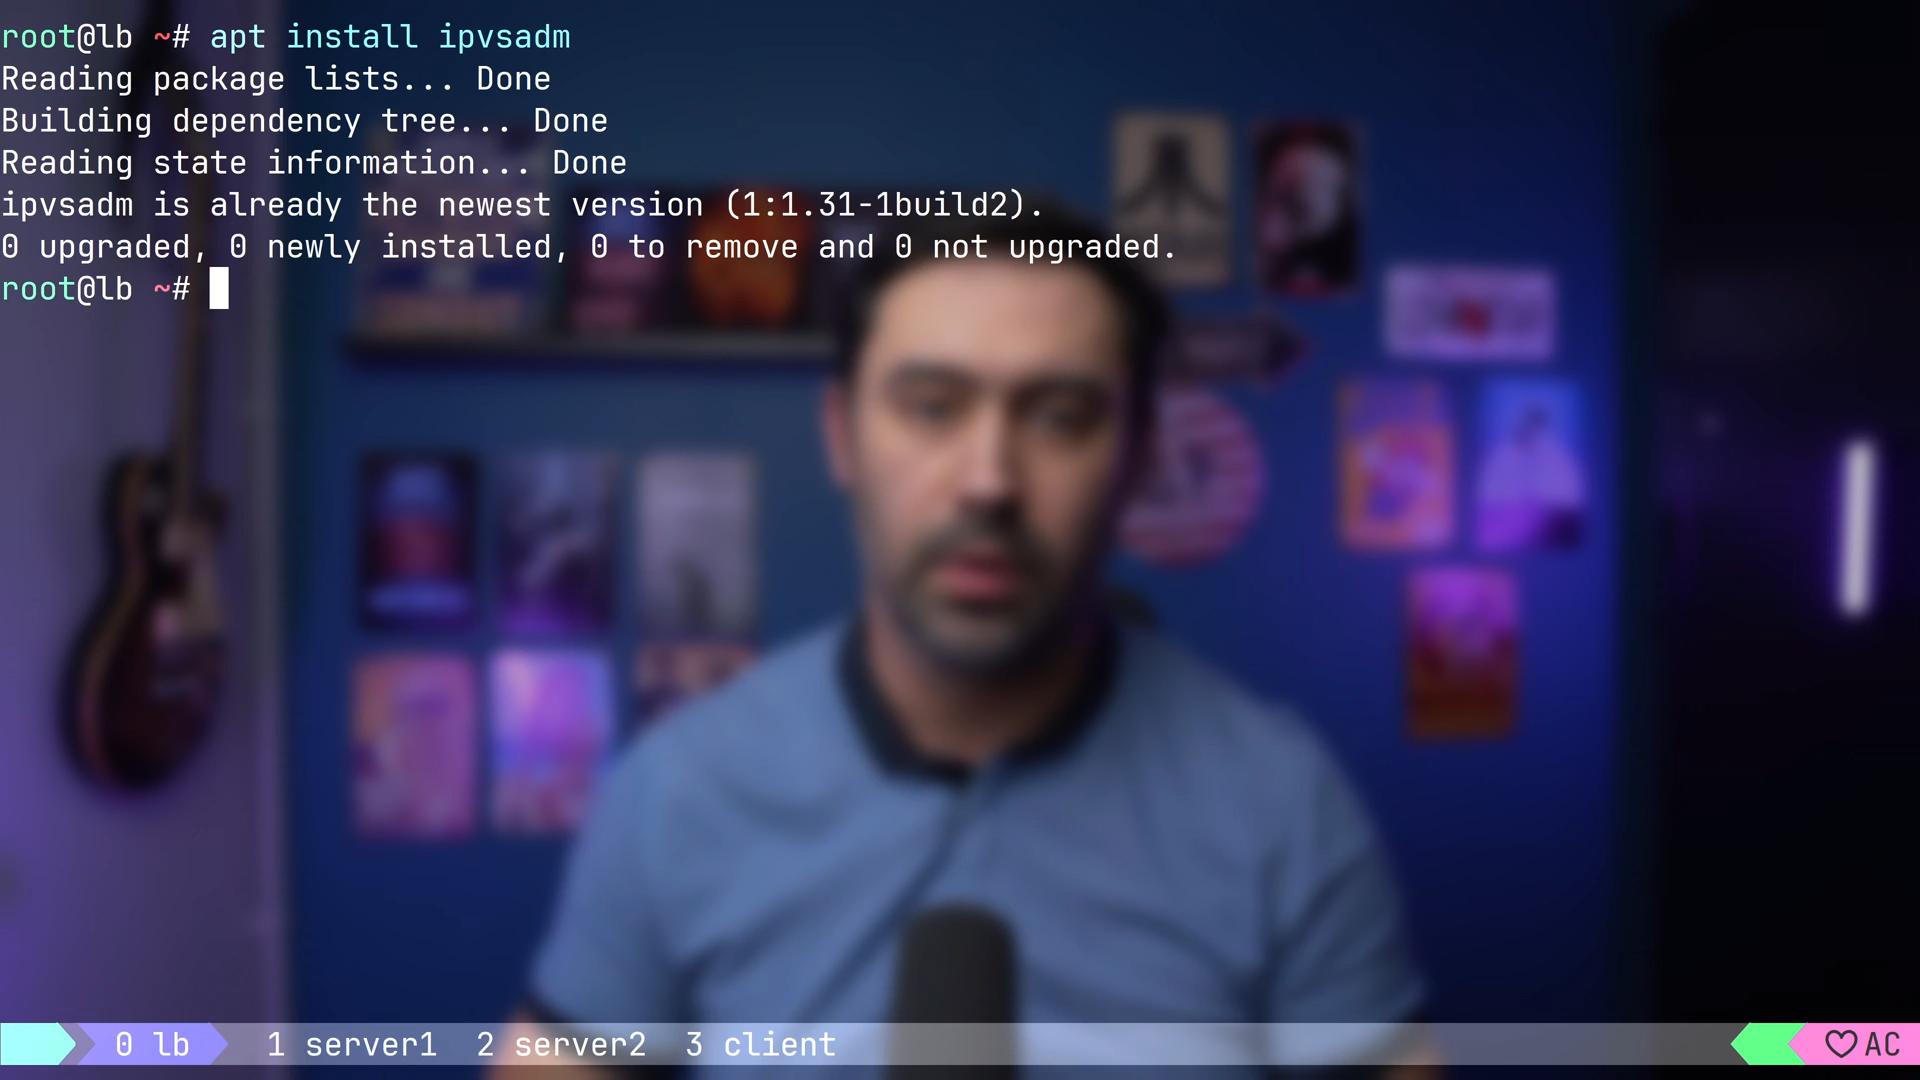 root@lb ~# apt install ipvsadm
Reading package lists... Done
Building dependency tree... Done
Reading state information... Done
ipvsadm is already the newest version (1:1.31-1build2).
0 upgraded, 0 newly installed, 0 to remove and 0 not upgraded.
root@lb ~#
0 lb 1 server1 2 server2 3 client ♡ AC